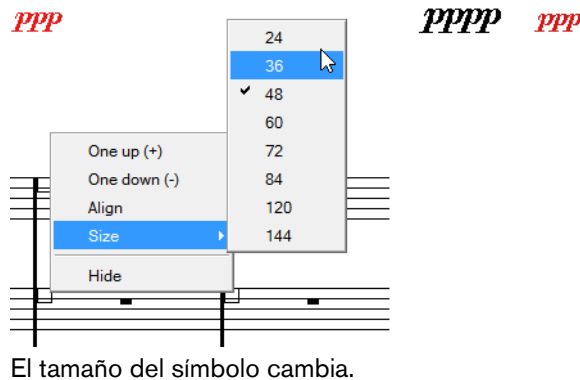 ppp
pppp ppp
24
36
48
60
72
84
120
144
One up (+)
One down (-)
Align
Size
Hide
El tamaño del símbolo cambia.